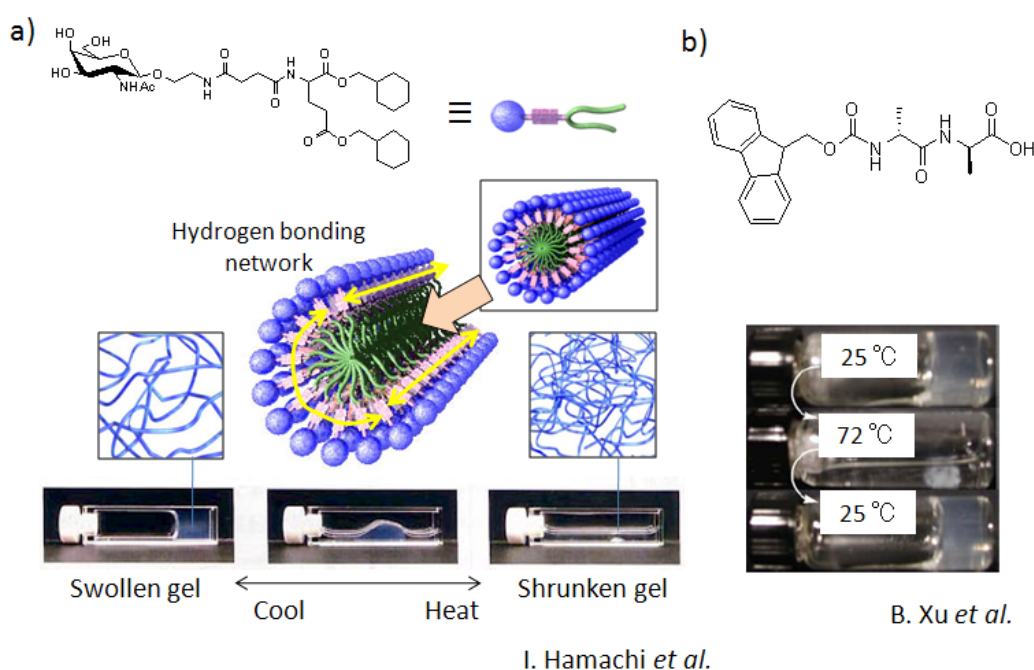 a)
b)
HO
OH
O
HO
NHAc
O
N
H
O
O
H
N
O
O
O
O
≡
O
O
N
H
O
H
N
O
OH
Hydrogen bonding
network
25 ℃
72 ℃
25 ℃
Swollen gel
Shrunken gel
Cool
Heat
B. Xu et al.
I. Hamachi et al.